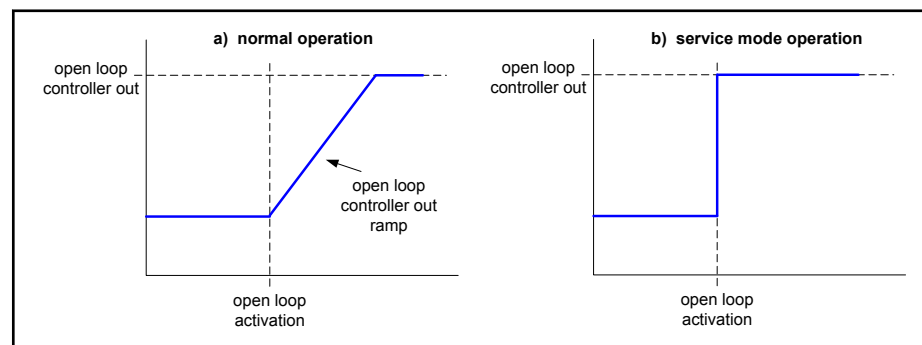 a) normal operation
open loop
controller out
open loop
controller out
ramp
open loop
activation
b) service mode operation
open loop
controller out
open loop
activation